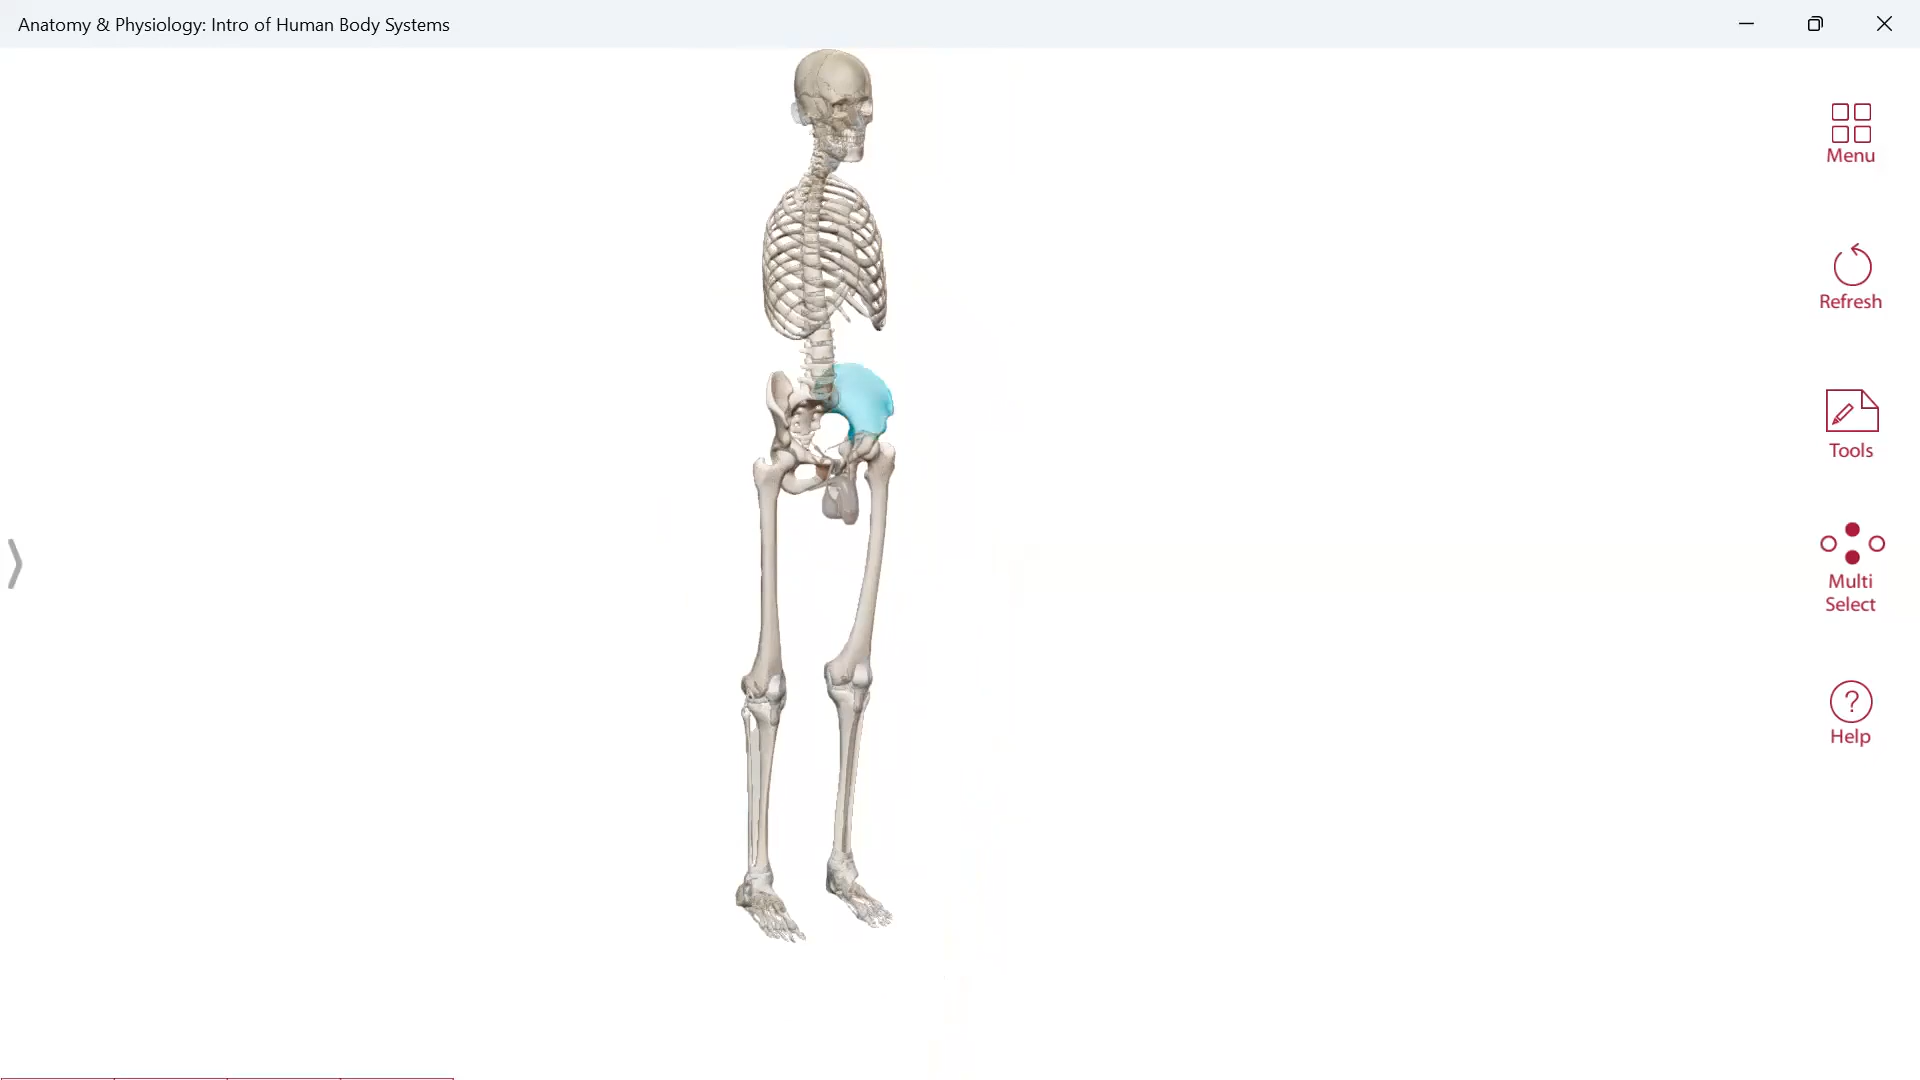 Anatomy & Physiology: Intro of Human Body Systems
Menu
Refresh
Tools
Multi
Select
Help